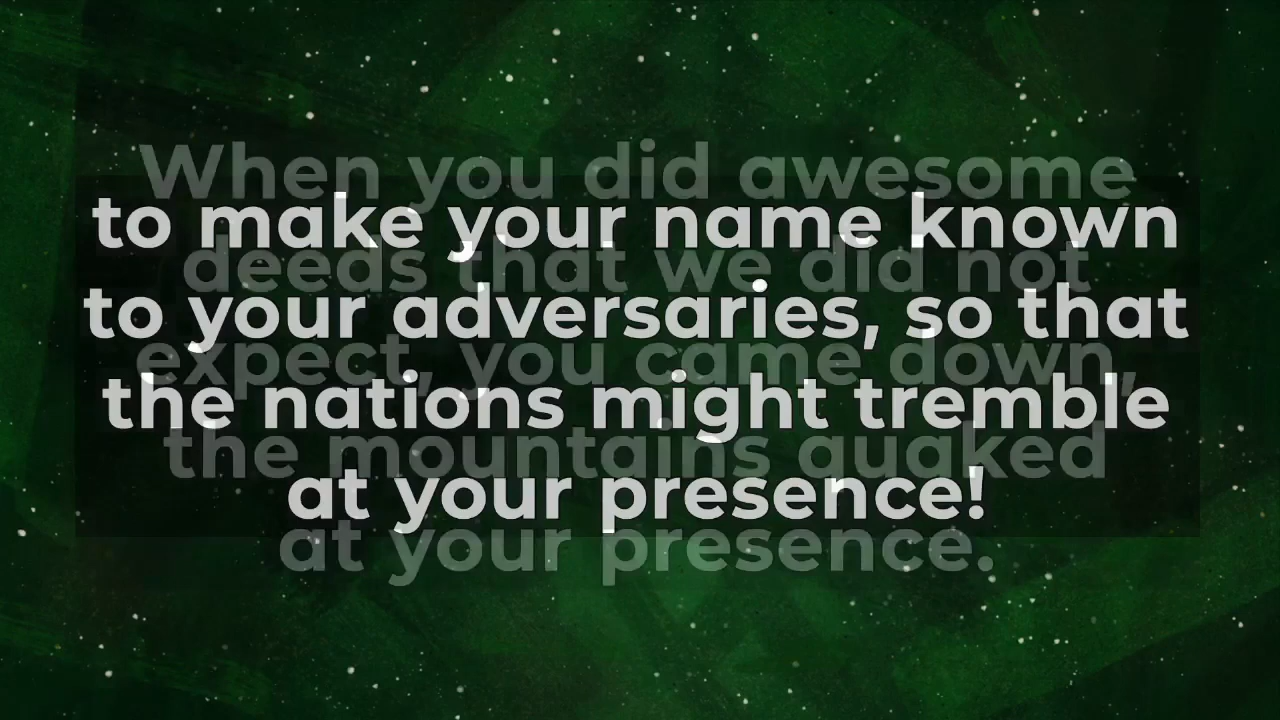 to make your name known
to your adversaries, so that
the nations might tremble
at your presence!
When you did awesome
deeds that we did not
expect, you came down,
the mountains quaked
at your presence.